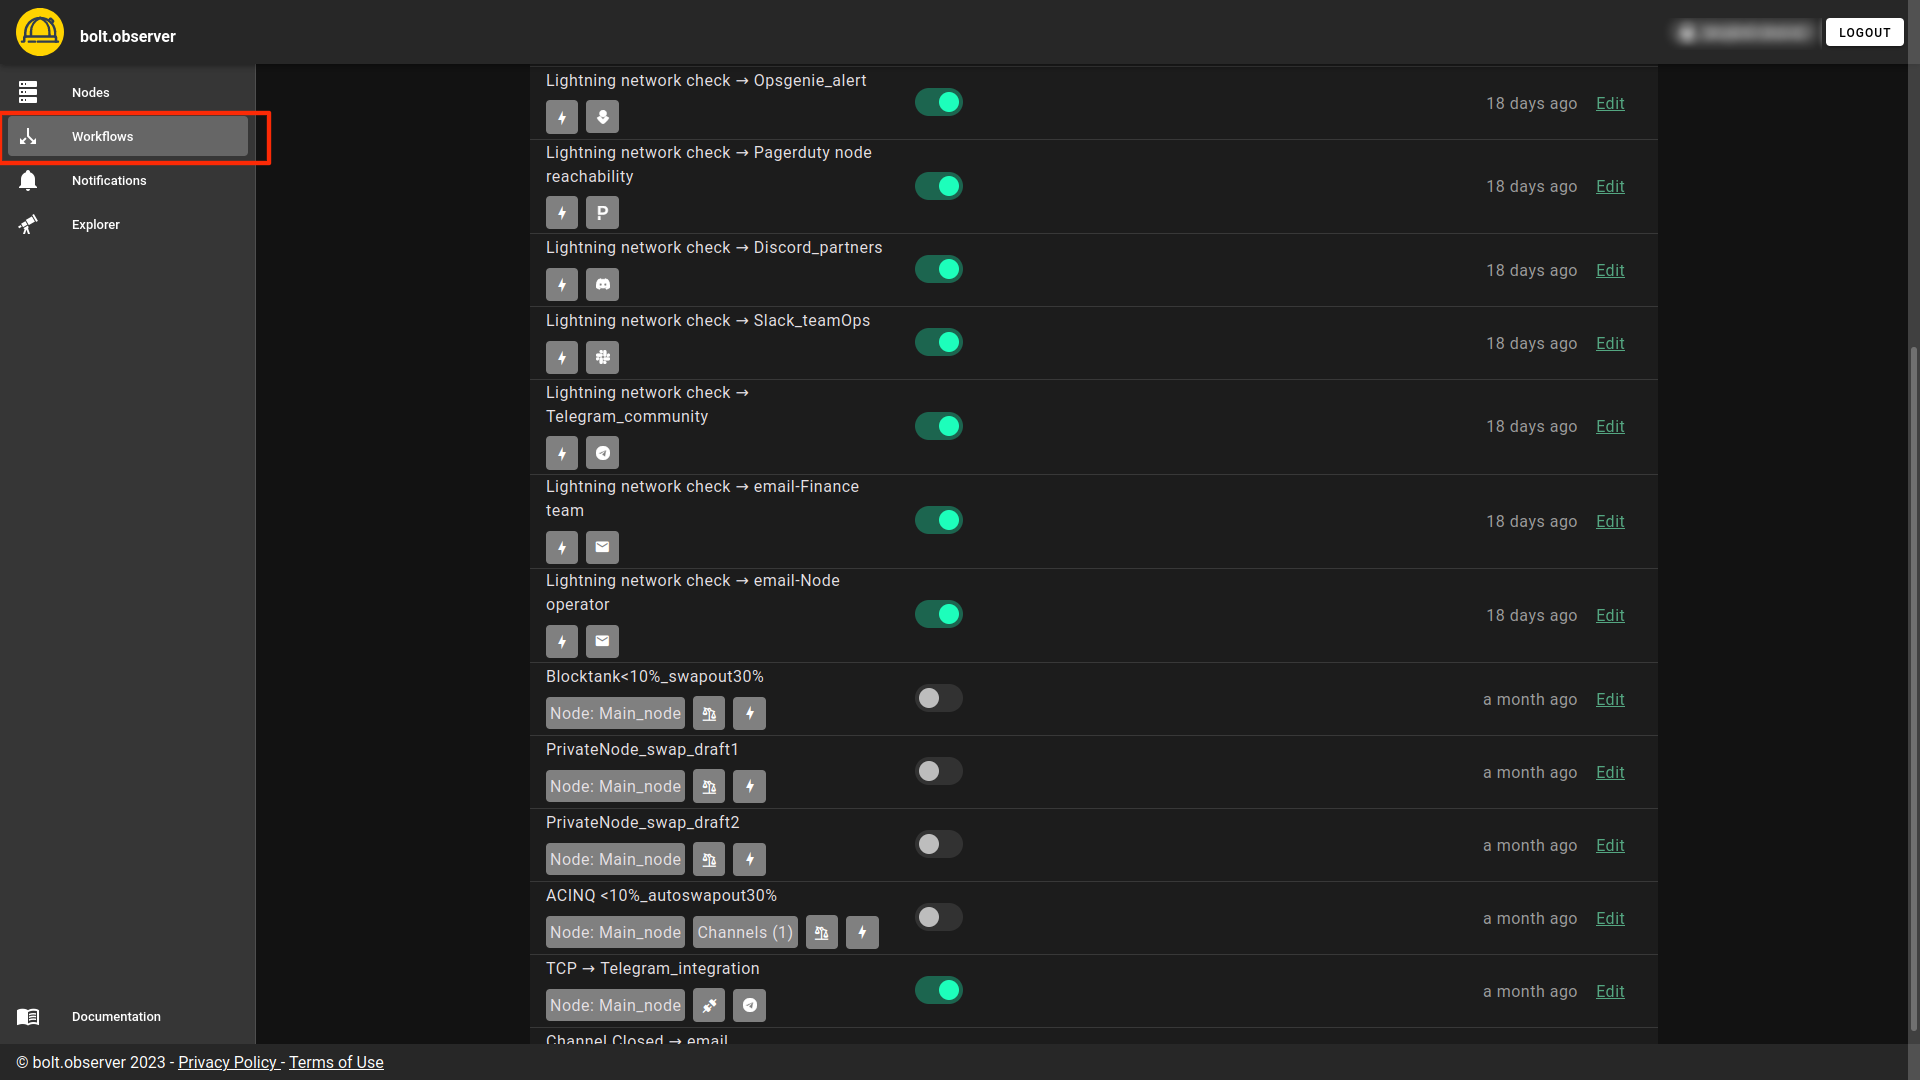 bolt.observer
LOGOUT
Nodes
Workflows
Notifications
Explorer
Documentation
Lightning network check → Opsgenie_alert
18 days ago Edit
Lightning network check → Pagerduty node
reachability
18 days ago Edit
P
Lightning network check → Discord_partners
18 days ago Edit
Lightning network check → Slack_teamOps
18 days ago Edit
Lightning network check →
Telegram_community
18 days ago Edit
Lightning network check → email-Finance
team
18 days ago Edit
Lightning network check → email-Node
operator
18 days ago Edit
Blocktank<10%_swapout30%
Node: Main_node
a month ago Edit
PrivateNode_swap_draft1
Node: Main_node
a month ago Edit
PrivateNode_swap_draft2
Node: Main_node
a month ago Edit
ACINQ <10%_autoswapout30%
Node: Main_node Channels (1)
a month ago Edit
TCP → Telegram_integration
Node: Main_node
a month ago Edit
Channel Closed → email
© bolt.observer 2023 - Privacy Policy - Terms of Use